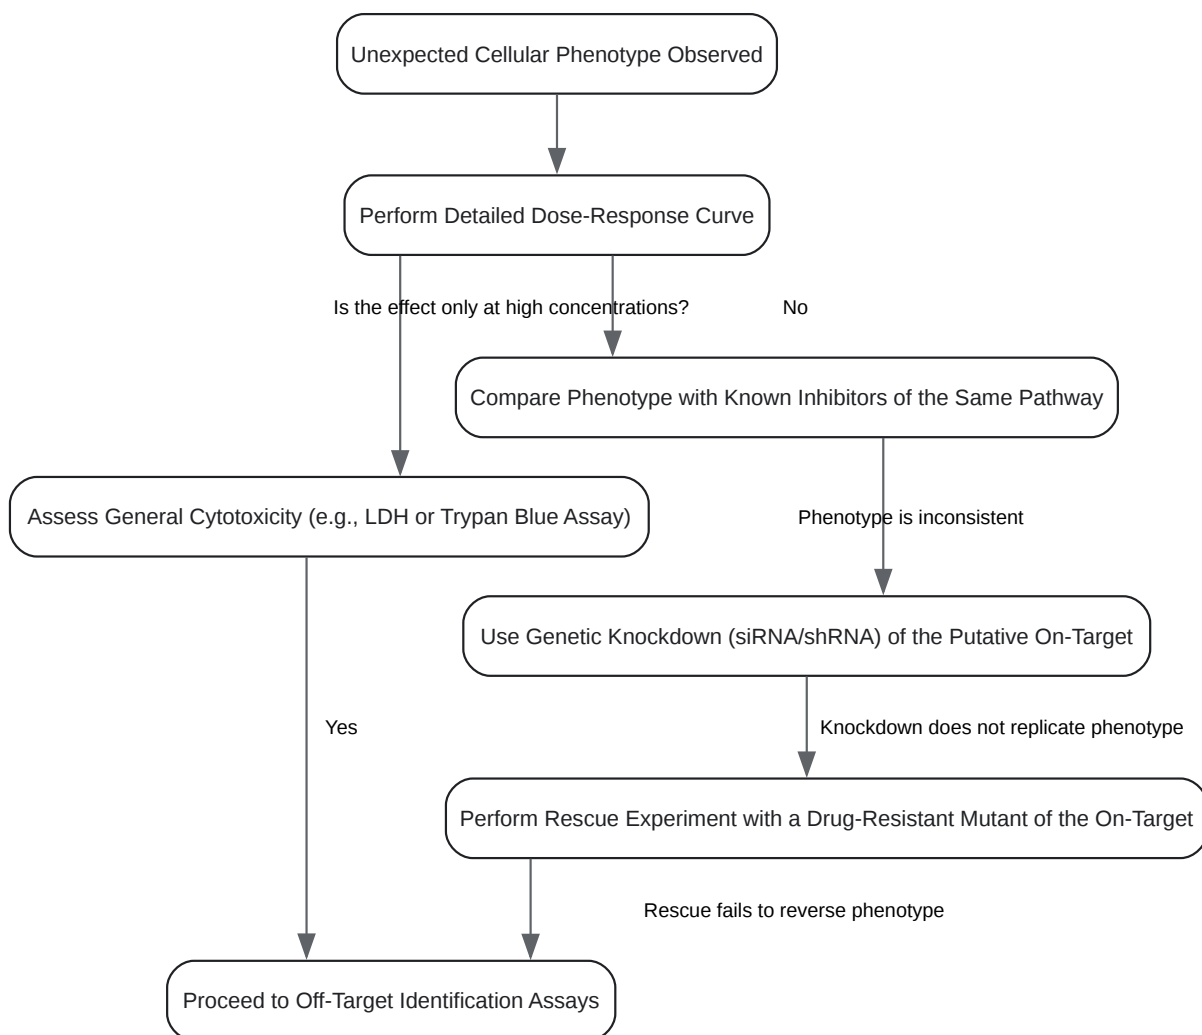 Unexpected Cellular Phenotype Observed
Perform Detailed Dose-Response Curve
Is the effect only at high concentrations?
No
Compare Phenotype with Known Inhibitors of the Same Pathway
Assess General Cytotoxicity (e.g., LDH or Trypan Blue Assay)
Phenotype is inconsistent
Use Genetic Knockdown (siRNA/shRNA) of the Putative On-Target
Yes
Knockdown does not replicate phenotype
Perform Rescue Experiment with a Drug-Resistant Mutant of the On-Target
Rescue fails to reverse phenotype
Proceed to Off-Target Identification Assays